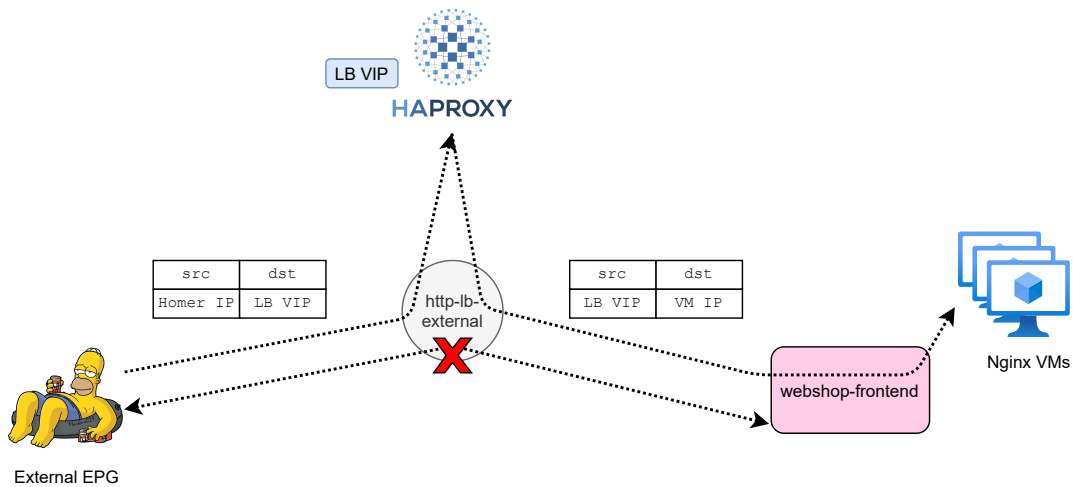 LB VIP
HAPROXY
src dst
Homer IP LB VIP
src dst
LB VIP VM IP
http-lb-
external
webshop-frontend
Nginx VMs
External EPG